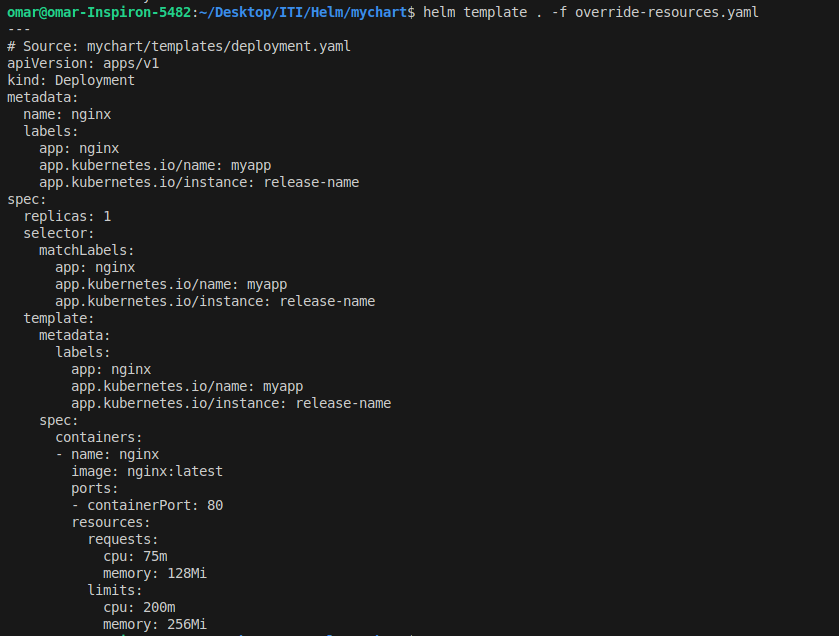 omar@omar-Inspiron-5482:~/Desktop/ITI/Helm/mychart$ helm template . -f override-resources.yaml
---
# Source: mychart/templates/deployment.yaml
apiVersion: apps/v1
kind: Deployment
metadata:
  name: nginx
  labels:
    app: nginx
    app.kubernetes.io/name: myapp
    app.kubernetes.io/instance: release-name
spec:
  replicas: 1
  selector:
    matchLabels:
      app: nginx
      app.kubernetes.io/name: myapp
      app.kubernetes.io/instance: release-name
  template:
    metadata:
      labels:
        app: nginx
        app.kubernetes.io/name: myapp
        app.kubernetes.io/instance: release-name
    spec:
      containers:
      - name: nginx
        image: nginx:latest
        ports:
        - containerPort: 80
        resources:
          requests:
            cpu: 75m
            memory: 128Mi
          limits:
            cpu: 200m
            memory: 256Mi